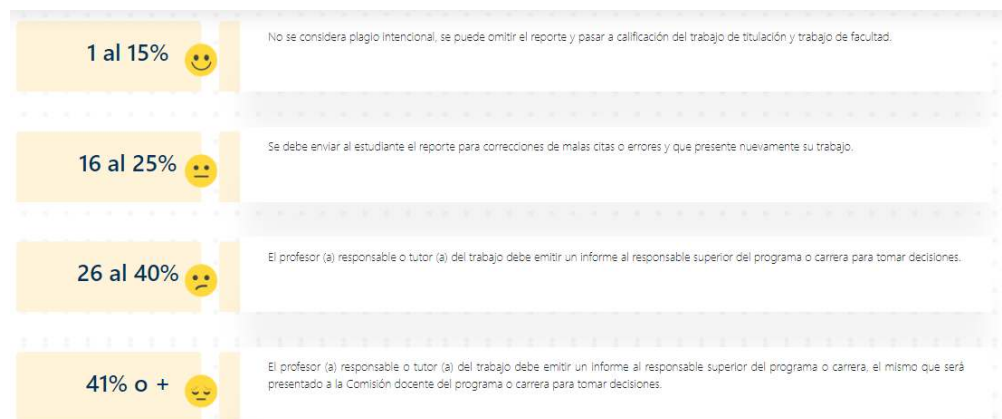 1 al 15%
No se considera plagio intencional, se puede omitir el reporte y pasar a calificación del trabajo de titulación y trabajo de facultad.
16 al 25%
Se debe enviar al estudiante el reporte para correcciones de malas citas o errores y que presente nuevamente su trabajo.
26 al 40%
El profesor (a) responsable o tutor (a) del trabajo debe emitir un informe al responsable superior del programa o carrera para tomar decisiones.
41% o +
El profesor (a) responsable o tutor (a) del trabajo debe emitir un informe al responsable superior del programa o carrera, el mismo que será
presentado a la Comisión docente del programa o carrera para tomar decisiones.